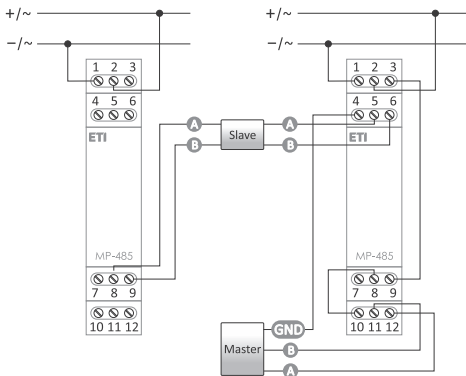 +/~ +/~
−/~ −/~
1 2 3 1 2 3
4 5 6 4 5 6
A Slave A
ETI B B ETI
MP-485 MP-485
7 8 9 7 8 9
10 11 12 GND 10 11 12
Master B
A